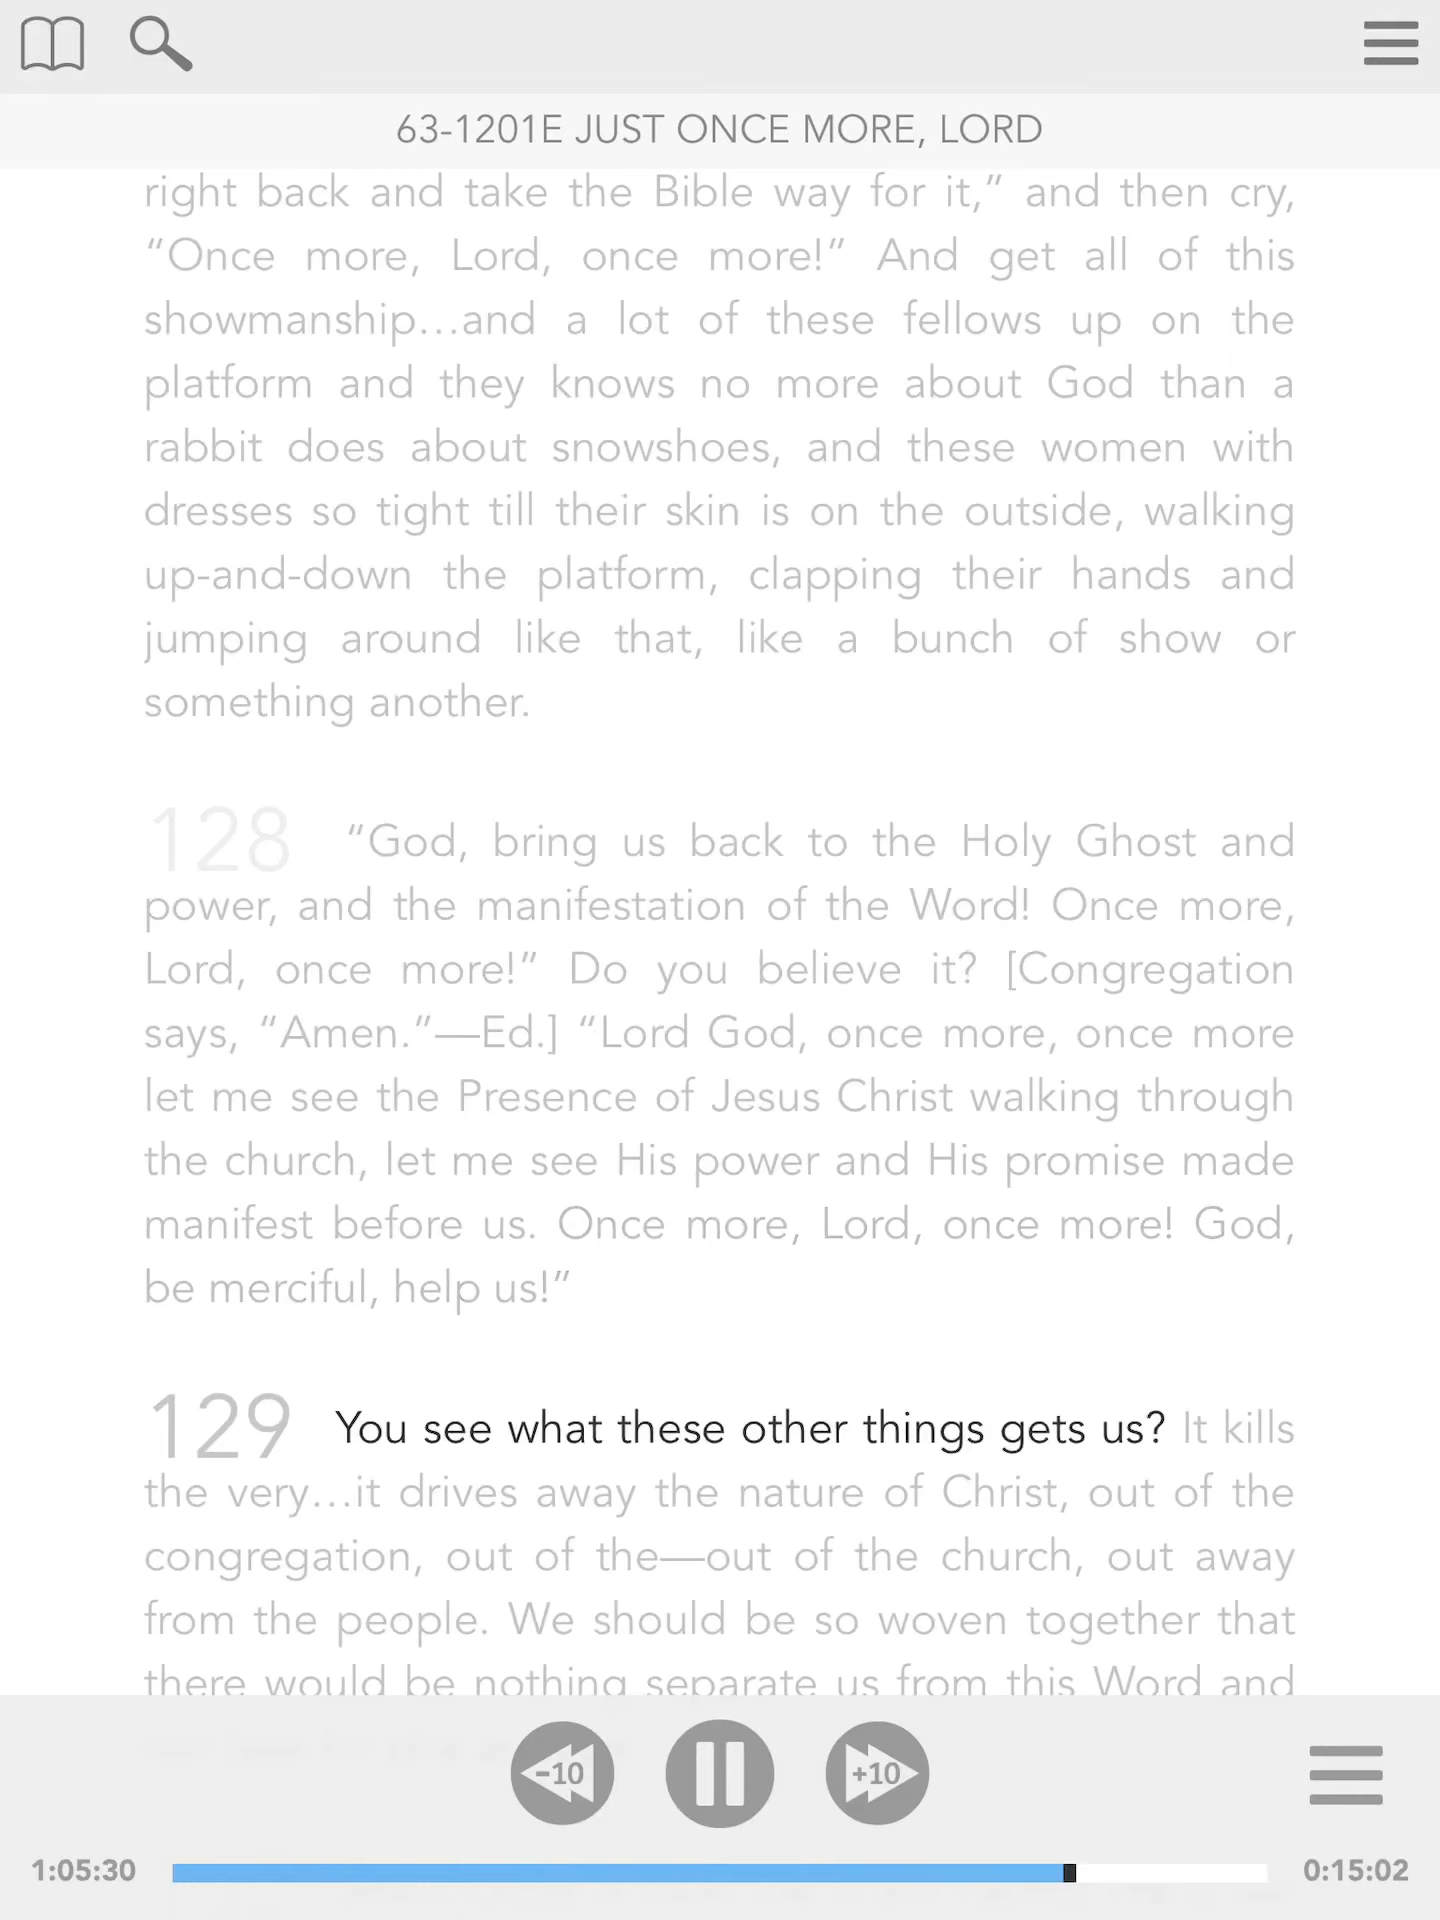 63-1201E JUST ONCE MORE, LORD
right back and take the Bible way for it,” and then cry,
“Once more, Lord, once more!” And get all of this
showmanship…and a lot of these fellows up on the
platform and they knows no more about God than a
rabbit does about snowshoes, and these women with
dresses so tight till their skin is on the outside, walking
up-and-down the platform, clapping their hands and
jumping around like that, like a bunch of show or
something another.
128 “God, bring us back to the Holy Ghost and
power, and the manifestation of the Word! Once more,
Lord, once more!” Do you believe it? [Congregation
says, “Amen.”—Ed.] “Lord God, once more, once more
let me see the Presence of Jesus Christ walking through
the church, let me see His power and His promise made
manifest before us. Once more, Lord, once more! God,
be merciful, help us!”
129 You see what these other things gets us? It kills
the very…it drives away the nature of Christ, out of the
congregation, out of the—out of the church, out away
from the people. We should be so woven together that
there would be nothing separate us from this Word and
-10 +10
1:05:30 0:15:02